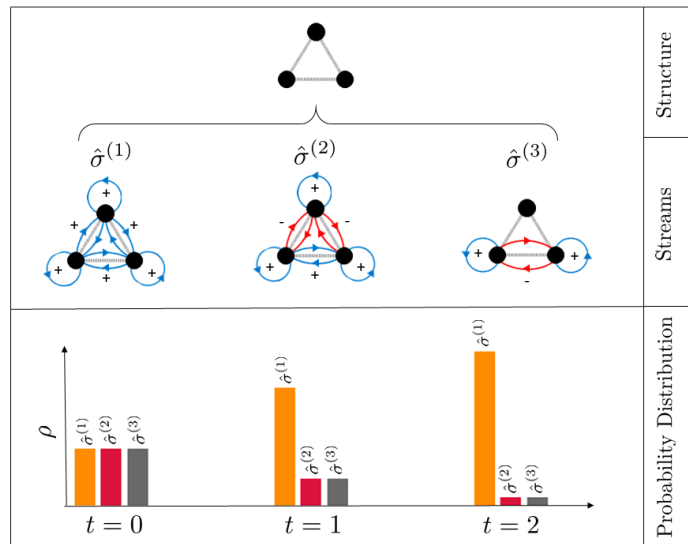 Structure
σ̂(1) σ̂(2) σ̂(3)
+ + +
+ + - -
+ + + + + +
+ + -
Streams
ρ
σ̂(1) σ̂(2) σ̂(3)
σ̂(1) σ̂(2) σ̂(3)
σ̂(1) σ̂(2) σ̂(3)
t = 0 t = 1 t = 2
Probability Distribution